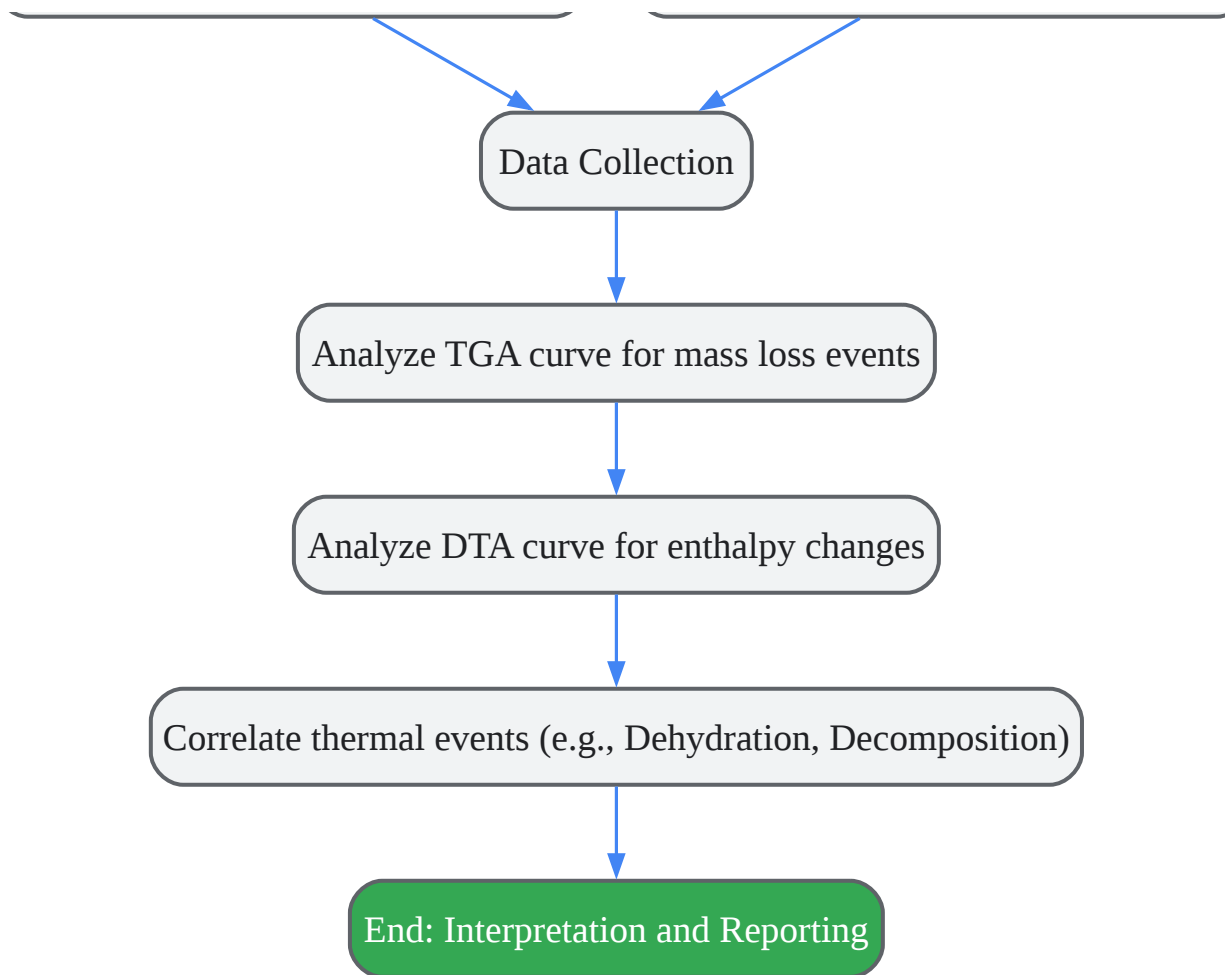 Data Collection
Analyze TGA curve for mass loss events
Analyze DTA curve for enthalpy changes
Correlate thermal events (e.g., Dehydration, Decomposition)
End: Interpretation and Reporting